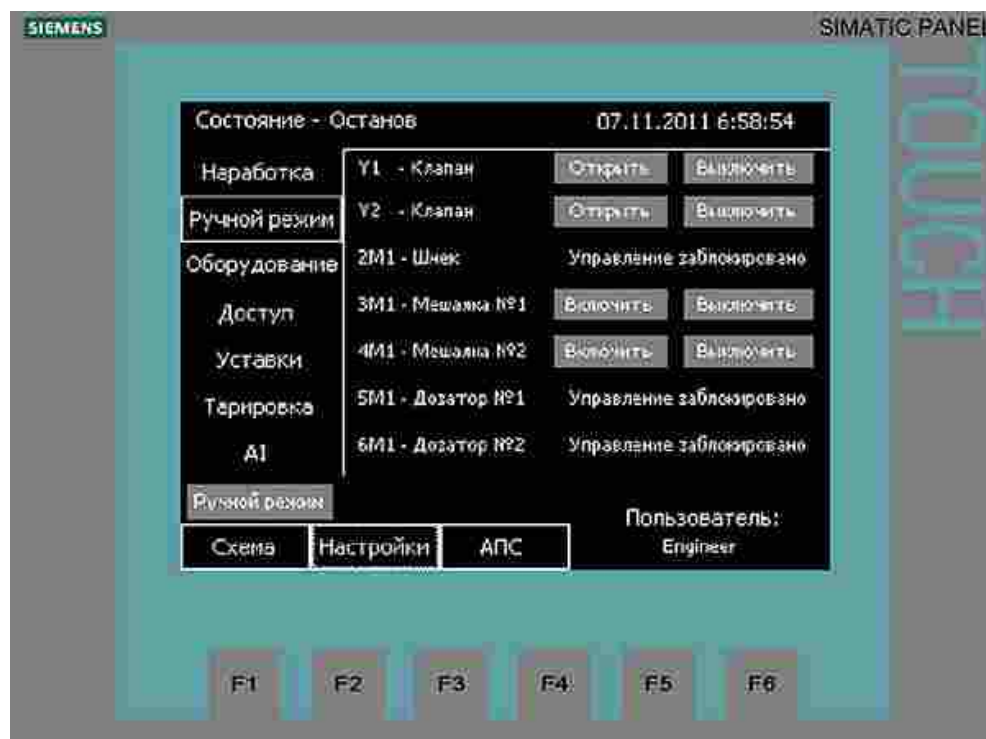 SIEMENS SIMATIC PANEL
TOUCH
Состояние - Останов 07.11.2011 6:58:54
Наработка
Ручной режим
Оборудование
Доступ
Уставки
Тарировка
AI
Ручной режим
Y1 - Клапан Открыть Выключить
Y2 - Клапан Открыть Выключить
2M1 - Шнек Управление заблокировано
3M1 - Мешалка №1 Включить Выключить
4M1 - Мешалка №2 Включить Выключить
5M1 - Дозатор №1 Управление заблокировано
6M1 - Дозатор №2 Управление заблокировано
Пользователь:
Engineer
Схема Настройки АПС
F1 F2 F3 F4 F5 F6